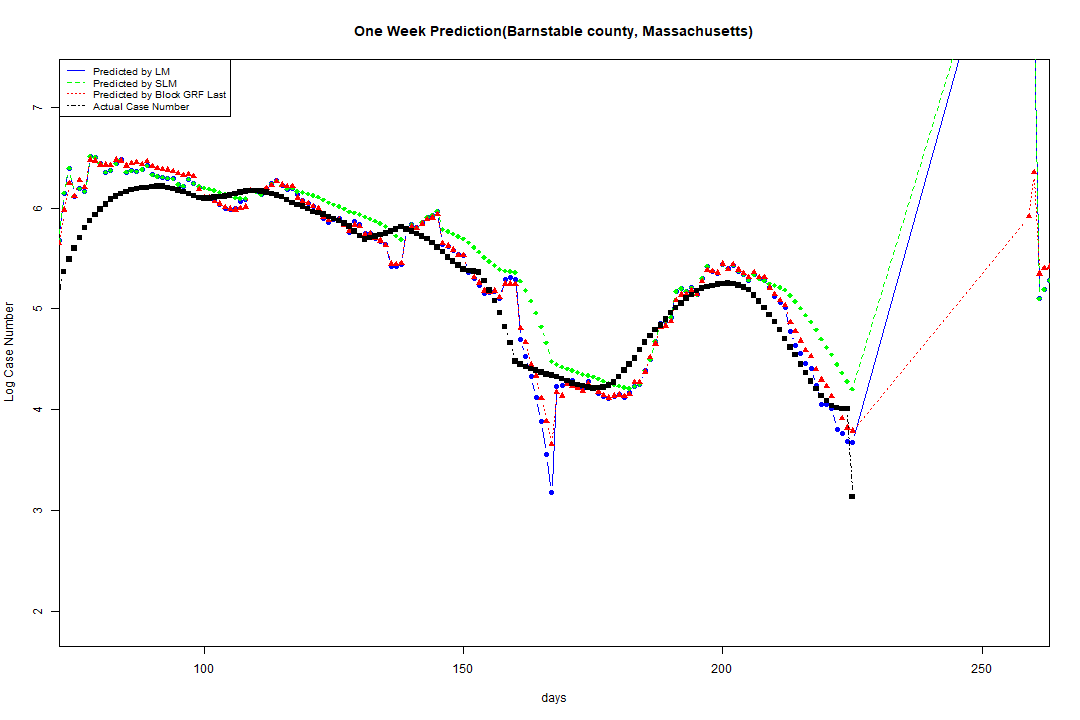 One Week Prediction(Barnstable county, Massachusetts)
Predicted by LM
Predicted by SLM
Predicted by Block GRF Last
Actual Case Number
7
6
5
4
3
2
Log Case Number
100 150 200 250
days